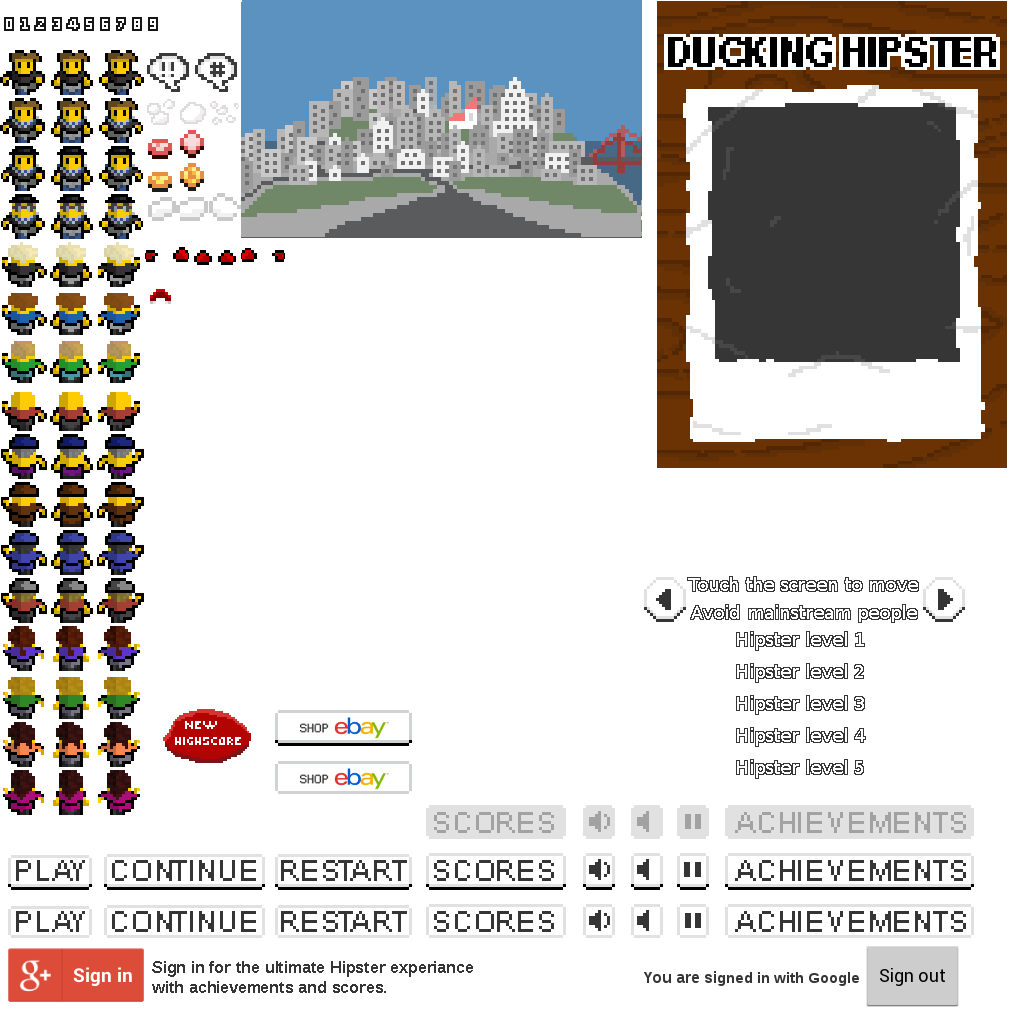 0123456789
!! #
DUCKING HIPSTER
Touch the screen to move
Avoid mainstream people
Hipster level 1
Hipster level 2
Hipster level 3
Hipster level 4
Hipster level 5
NEW
HIGHSCORE
SHOP ebay
SHOP ebay
SCORES ACHIEVEMENTS
PLAY CONTINUE RESTART SCORES ACHIEVEMENTS
PLAY CONTINUE RESTART SCORES ACHIEVEMENTS
g+ Sign in
Sign in for the ultimate Hipster experiance
with achievements and scores.
You are signed in with Google
Sign out